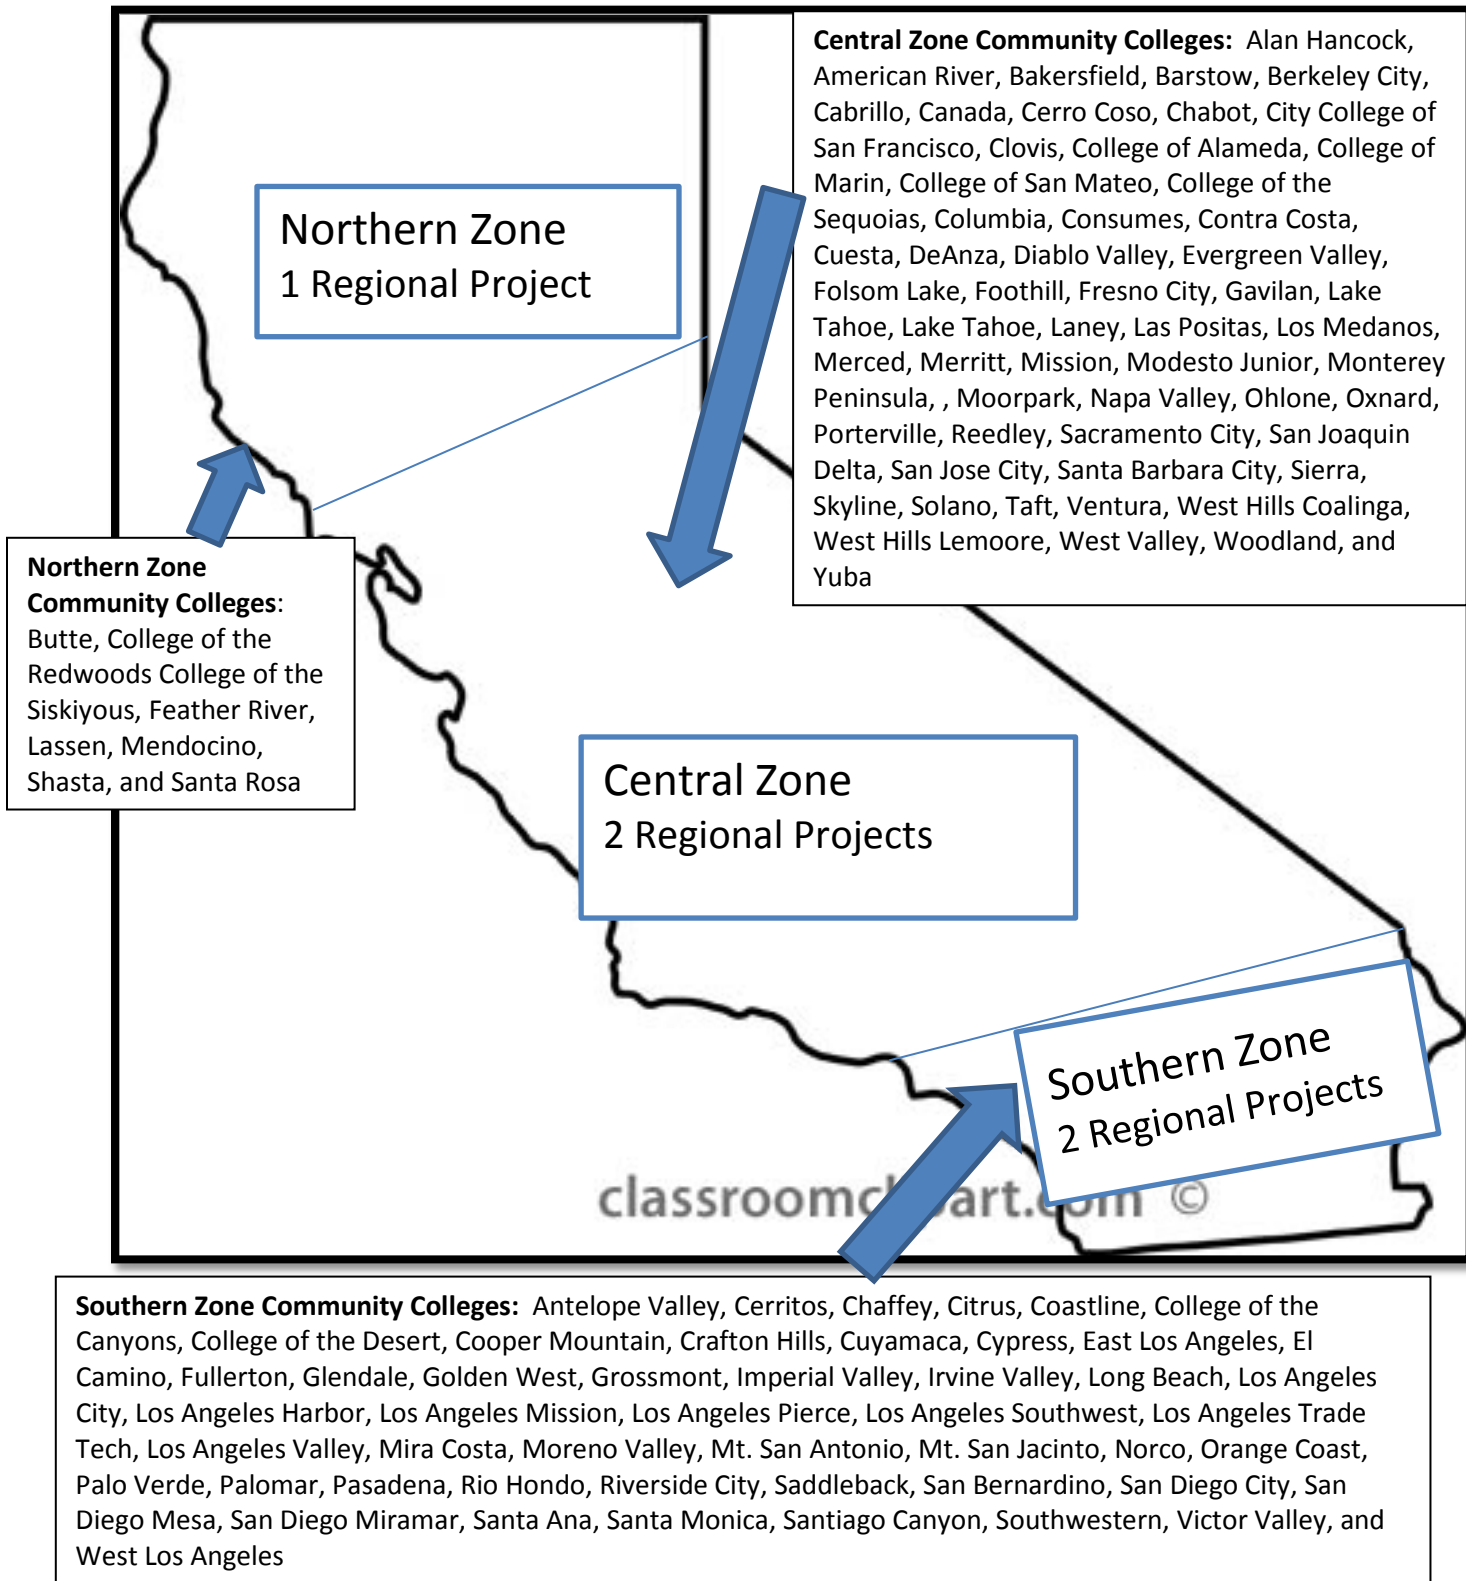 Central Zone Community Colleges: Alan Hancock,
American River, Bakersfield, Barstow, Berkeley City,
Cabrillo, Canada, Cerro Coso, Chabot, City College of
San Francisco, Clovis, College of Alameda, College of
Marin, College of San Mateo, College of the
Sequoias, Columbia, Consumes, Contra Costa,
Cuesta, DeAnza, Diablo Valley, Evergreen Valley,
Folsom Lake, Foothill, Fresno City, Gavilan, Lake
Tahoe, Lake Tahoe, Laney, Las Positas, Los Medanos,
Merced, Merritt, Mission, Modesto Junior, Monterey
Peninsula, , Moorpark, Napa Valley, Ohlone, Oxnard,
Porterville, Reedley, Sacramento City, San Joaquin
Delta, San Jose City, Santa Barbara City, Sierra,
Skyline, Solano, Taft, Ventura, West Hills Coalinga,
West Hills Lemoore, West Valley, Woodland, and
Yuba
Northern Zone
1 Regional Project
Northern Zone
Community Colleges:
Butte, College of the
Redwoods College of the
Siskiyous, Feather River,
Lassen, Mendocino,
Shasta, and Santa Rosa
Central Zone
2 Regional Projects
Southern Zone
2 Regional Projects
©
Southern Zone Community Colleges: Antelope Valley, Cerritos, Chaffey, Citrus, Coastline, College of the
Canyons, College of the Desert, Cooper Mountain, Crafton Hills, Cuyamaca, Cypress, East Los Angeles, El
Camino, Fullerton, Glendale, Golden West, Grossmont, Imperial Valley, Irvine Valley, Long Beach, Los Angeles
City, Los Angeles Harbor, Los Angeles Mission, Los Angeles Pierce, Los Angeles Southwest, Los Angeles Trade
Tech, Los Angeles Valley, Mira Costa, Moreno Valley, Mt. San Antonio, Mt. San Jacinto, Norco, Orange Coast,
Palo Verde, Palomar, Pasadena, Rio Hondo, Riverside City, Saddleback, San Bernardino, San Diego City, San
Diego Mesa, San Diego Miramar, Santa Ana, Santa Monica, Santiago Canyon, Southwestern, Victor Valley, and
West Los Angeles